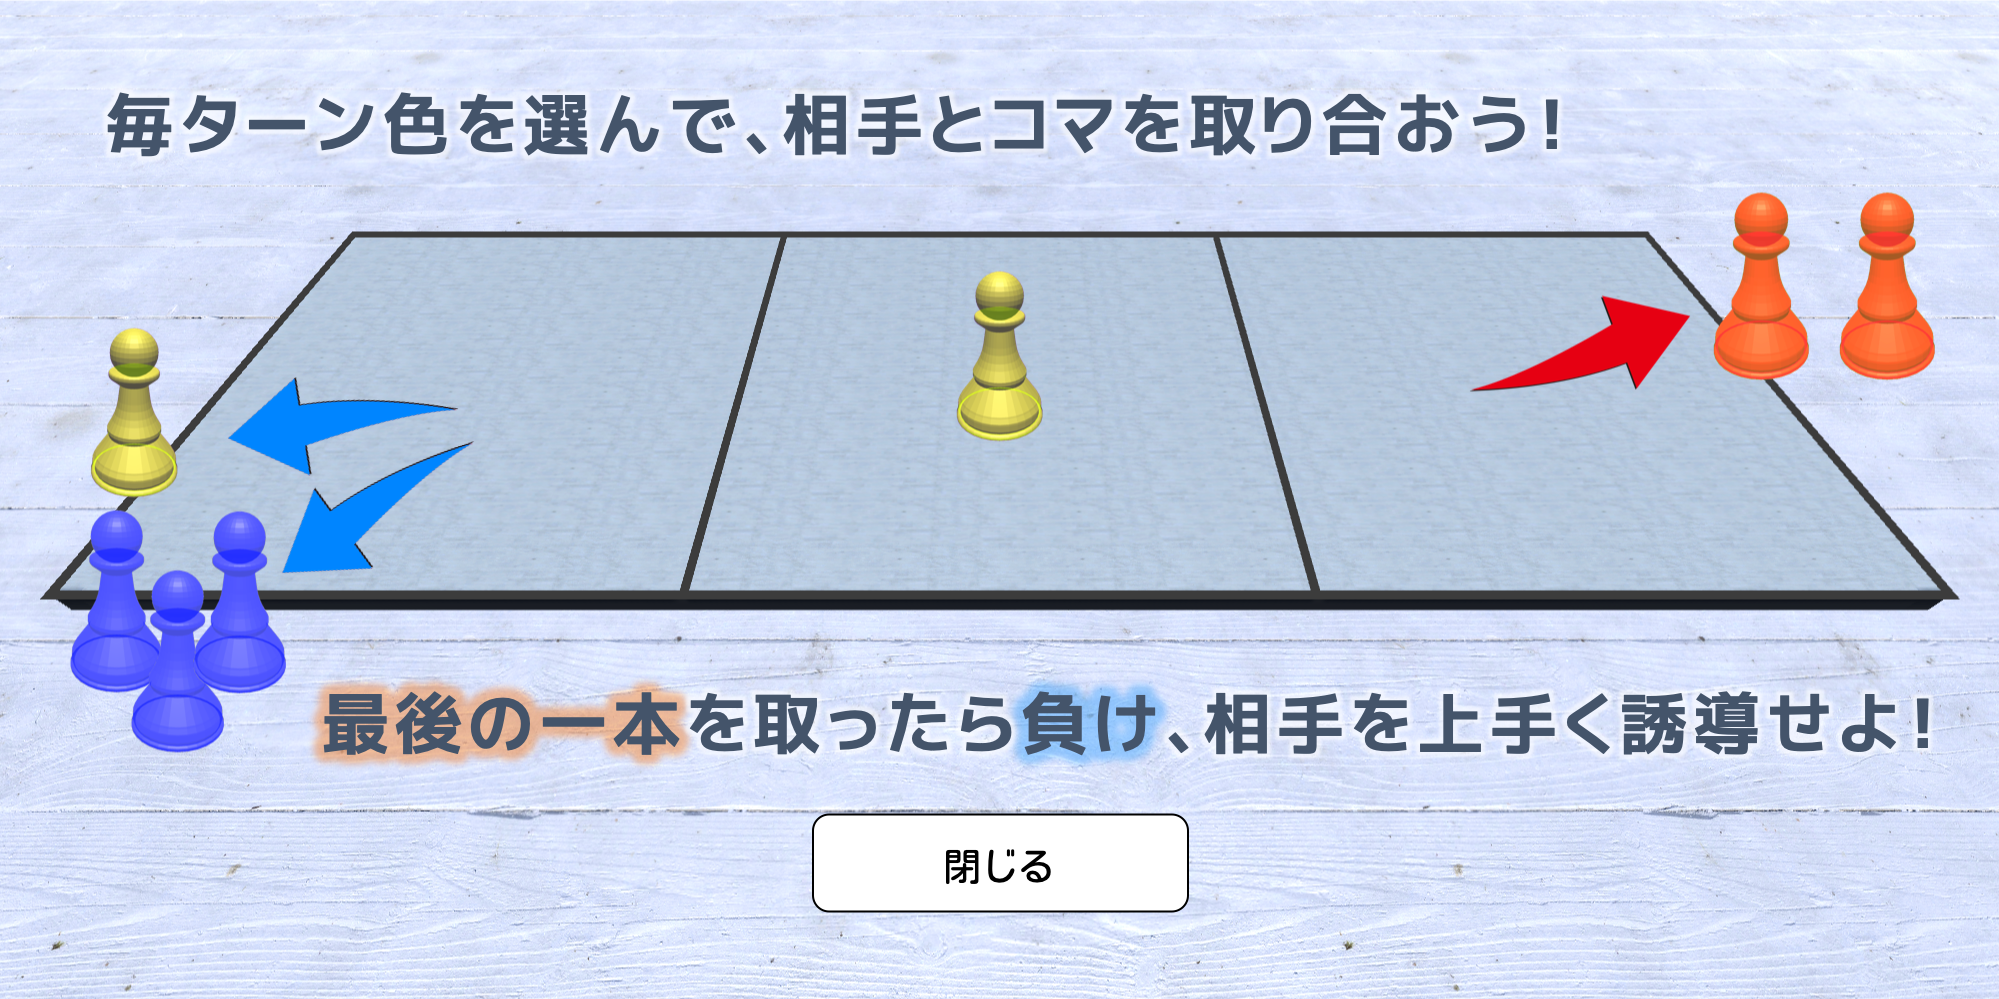 毎ターン色を選んで、相手とコマを取り合おう！
最後の一本を取ったら負け、相手を上手く誘導せよ！
閉じる